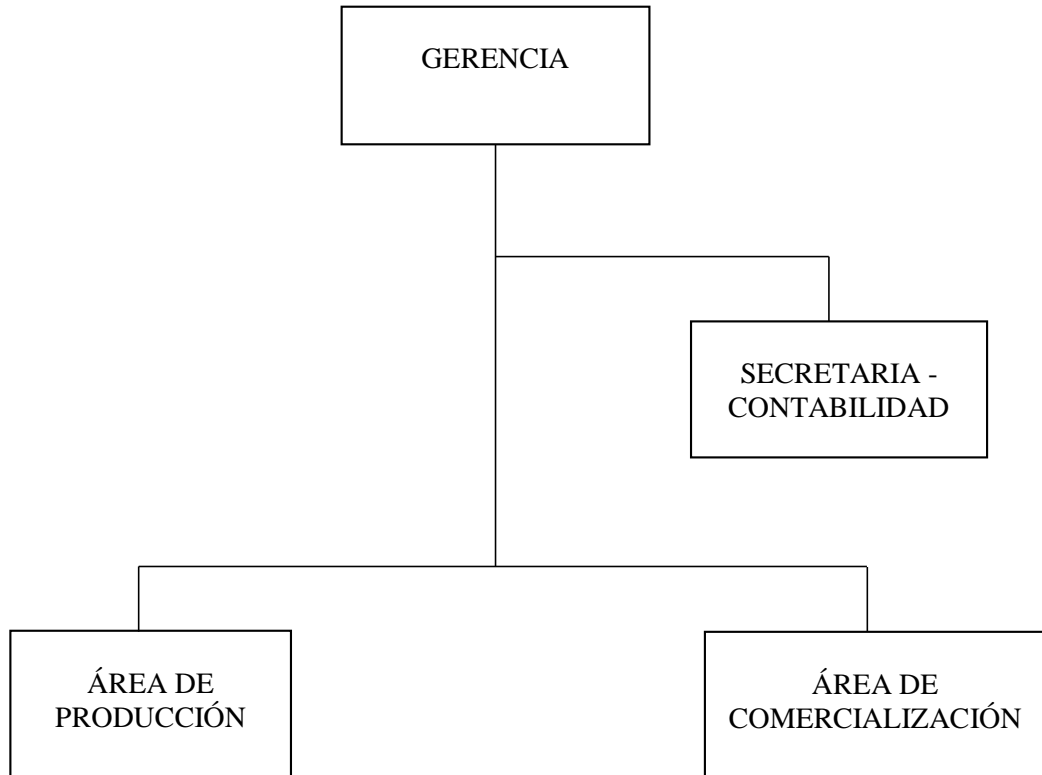 GERENCIA
SECRETARIA -
CONTABILIDAD
ÁREA DE
PRODUCCIÓN
ÁREA DE
COMERCIALIZACIÓN